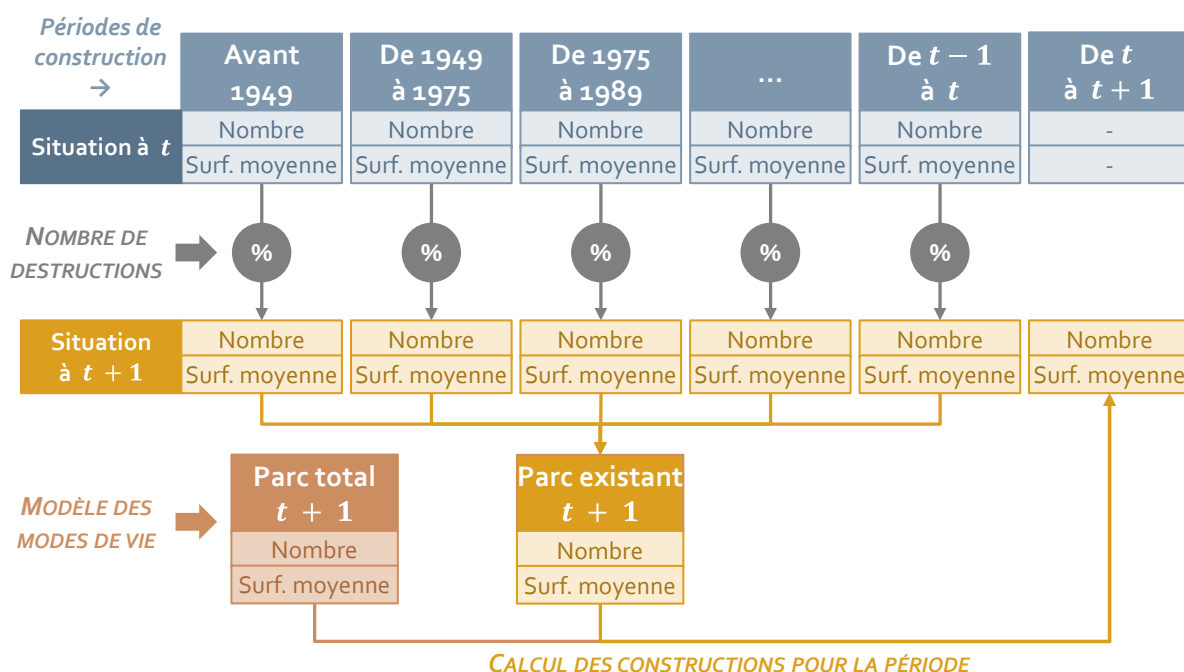 Périodes de
construction
→
Avant
1949
De 1949
à 1975
De 1975
à 1989
...
De t − 1
à t
De t
à t + 1
Situation à t
Nombre
Nombre
Nombre
Nombre
Nombre
-
Surf. moyenne
Surf. moyenne
Surf. moyenne
Surf. moyenne
Surf. moyenne
-
NOMBRE DE
DESTRUCTIONS
%
%
%
%
%
Situation
à t + 1
Nombre
Nombre
Nombre
Nombre
Nombre
Nombre
Surf. moyenne
Surf. moyenne
Surf. moyenne
Surf. moyenne
Surf. moyenne
Surf. moyenne
MODÈLE DES
MODES DE VIE
Parc total
t + 1
Nombre
Surf. moyenne
Parc existant
t + 1
Nombre
Surf. moyenne
CALCUL DES CONSTRUCTIONS POUR LA PÉRIODE